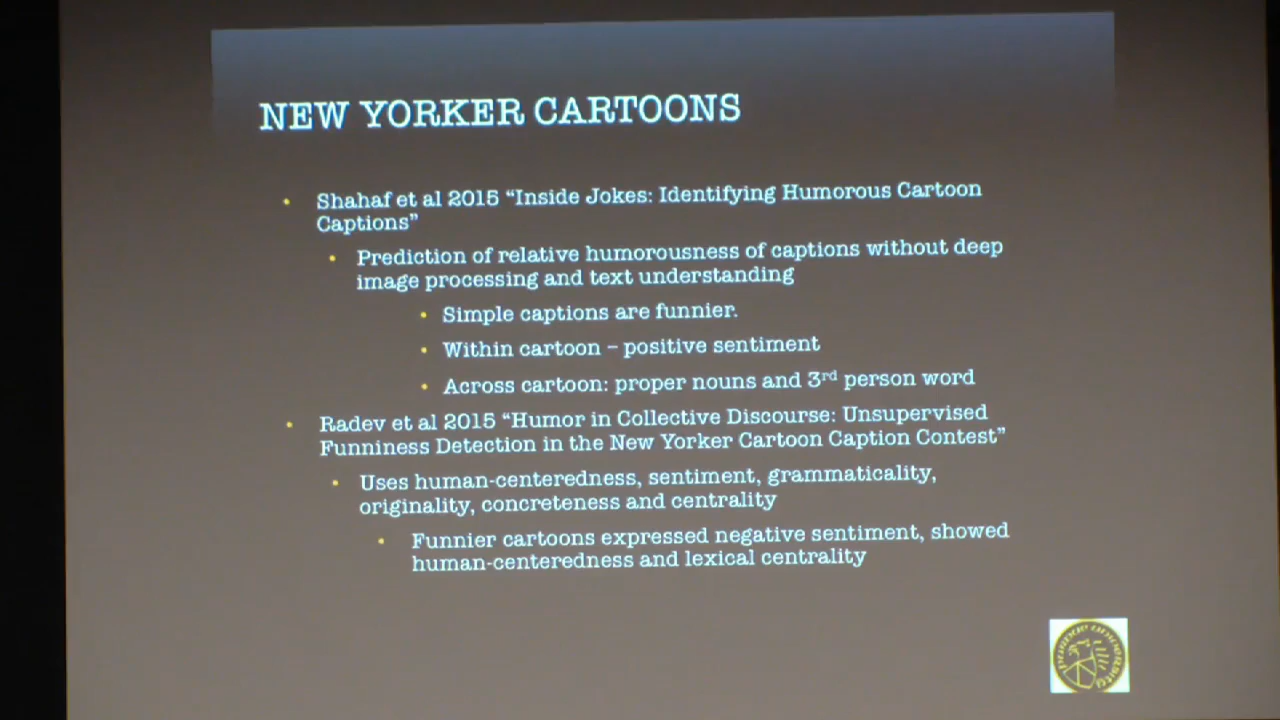 NEW YORKER CARTOONS
Shahaf et al 2015 “Inside Jokes: Identifying Humorous Cartoon
Captions”
Prediction of relative humorousness of captions without deep
image processing and text understanding
Simple captions are funnier.
Within cartoon – positive sentiment
Across cartoon: proper nouns and 3rd person word
Radev et al 2015 “Humor in Collective Discourse: Unsupervised
Funniness Detection in the New Yorker Cartoon Caption Contest”
Uses human-centeredness, sentiment, grammaticality,
originality, concreteness and centrality
Funnier cartoons expressed negative sentiment, showed
human-centeredness and lexical centrality